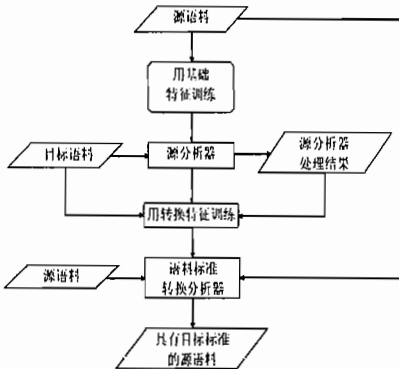 源语料
用基础
特征训练
目标语料
源分析器
源分析器
处理结果
用转换特征训练
源语料
语料标准
转换分析器
具有目标标准
的源语料